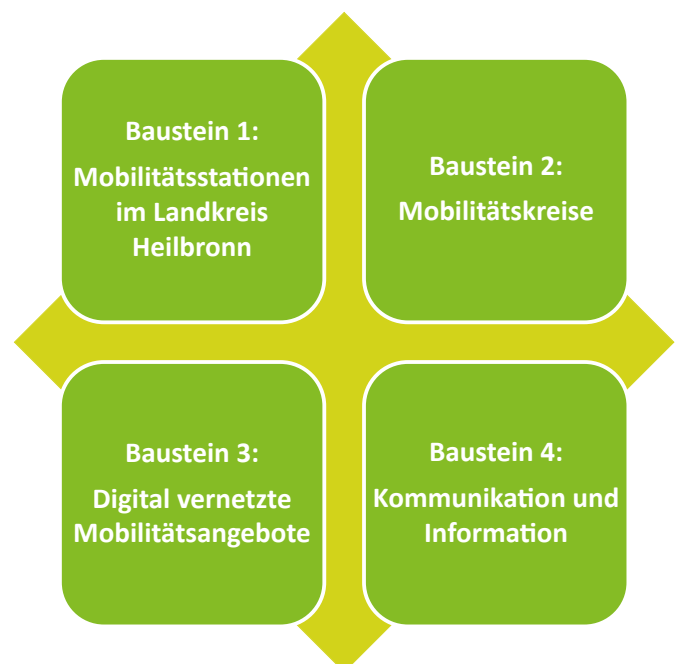 Baustein 1:
Mobilitätsstationen
im Landkreis
Heilbronn
Baustein 2:
Mobilitätskreise
Baustein 3:
Digital vernetzte
Mobilitätsangebote
Baustein 4:
Kommunikation und
Information